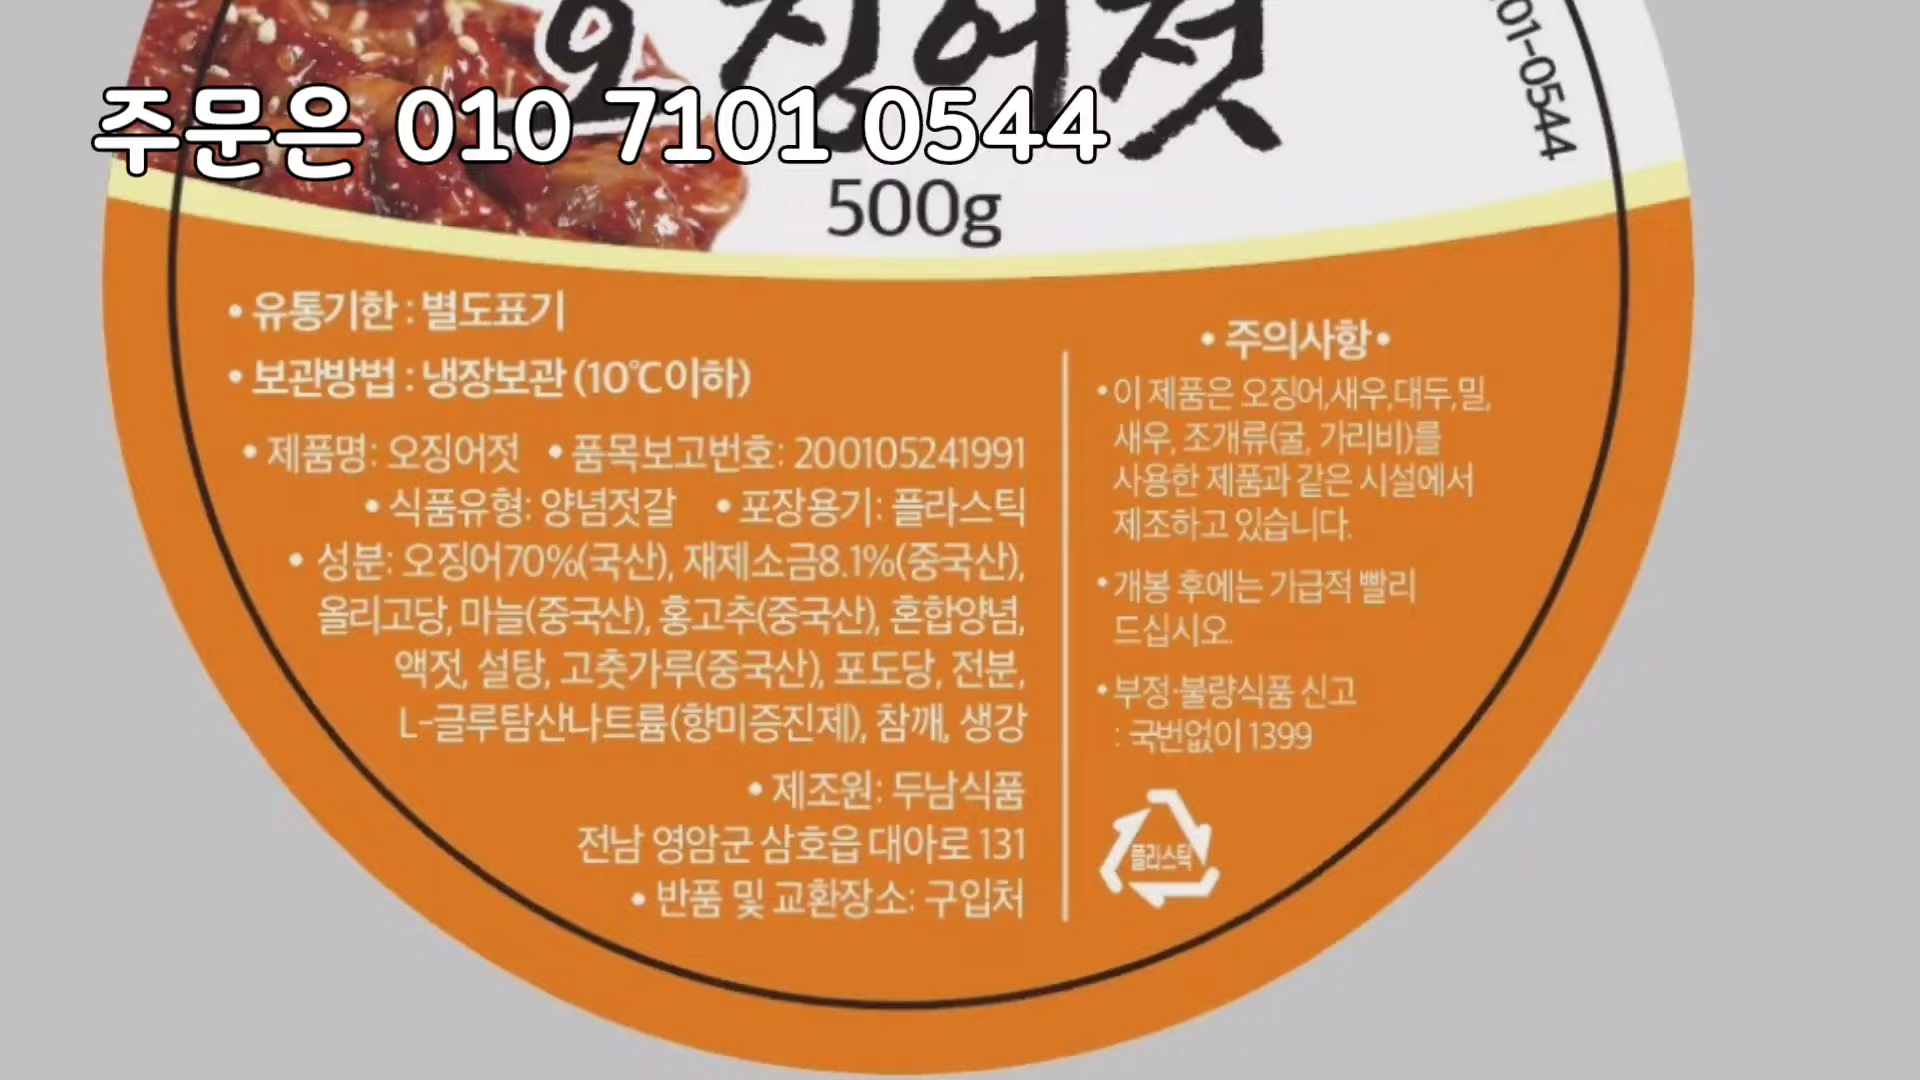 오징어젓
주문은 010 7101 0544
01-0544
500g
• 유통기한 : 별도표기
• 보관방법 : 냉장보관 (10℃이하)
• 제품명: 오징어젓 • 품목보고번호: 200105241991
• 식품유형: 양념젓갈 • 포장용기: 플라스틱
• 성분: 오징어70%(국산), 재제소금8.1%(중국산),
올리고당, 마늘(중국산), 홍고추(중국산), 혼합양념,
액젓, 설탕, 고춧가루(중국산), 포도당, 전분,
L-글루탐산나트륨(향미증진제), 참깨, 생강
• 제조원: 두남식품
전남 영암군 삼호읍 대아로 131
• 반품 및 교환장소: 구입처
• 주의사항 •
• 이 제품은 오징어,새우,대두,밀,
새우, 조개류(굴, 가리비)를
사용한 제품과 같은 시설에서
제조하고 있습니다.
• 개봉 후에는 가급적 빨리
드십시오.
• 부정·불량식품 신고
: 국번없이 1399
플라스틱